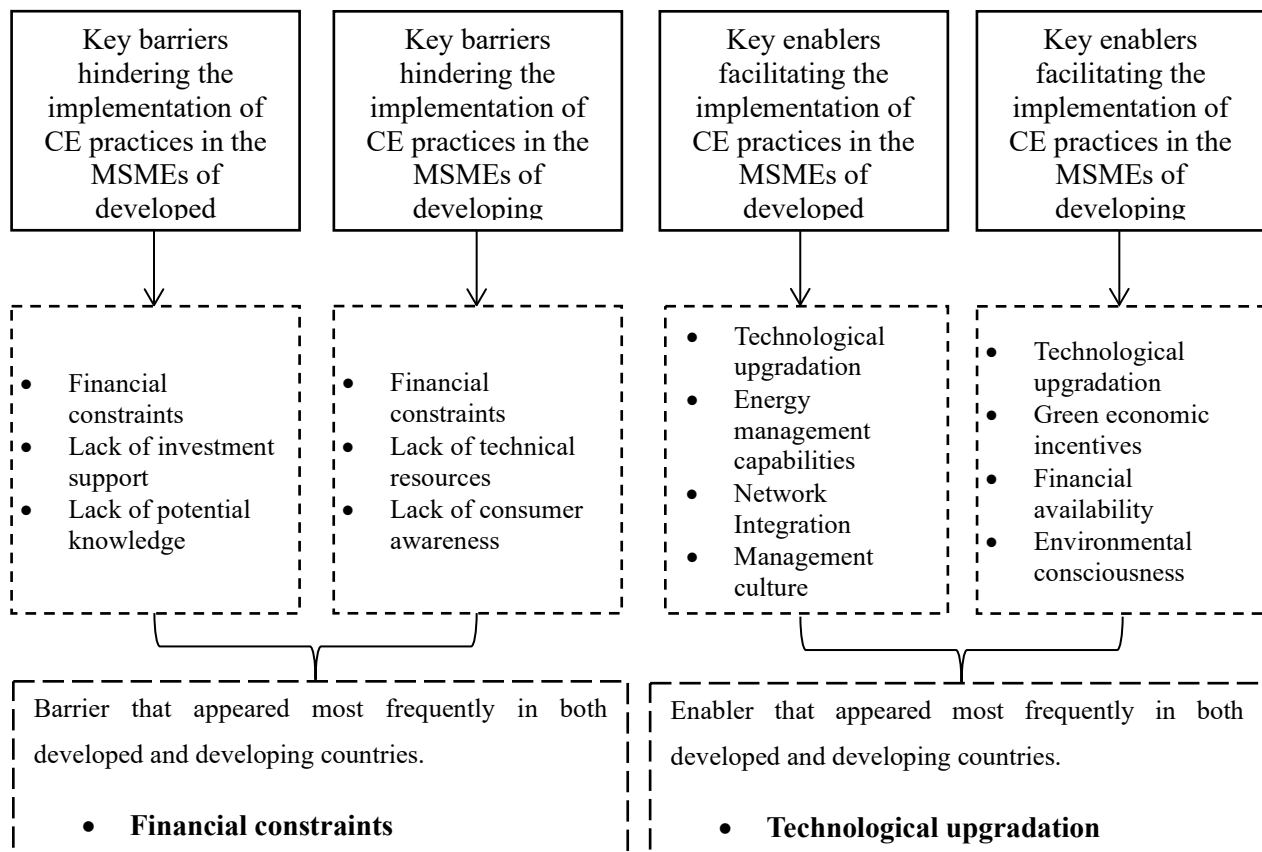 Key barriers
hindering the
implementation of
CE practices in the
MSMEs of
developed
Key barriers
hindering the
implementation of
CE practices in the
MSMEs of
developing
Key enablers
facilitating the
implementation of
CE practices in the
MSMEs of
developed
Key enablers
facilitating the
implementation of
CE practices in the
MSMEs of
developing
• Financial
constraints
• Lack of investment
support
• Lack of potential
knowledge
• Financial
constraints
• Lack of technical
resources
• Lack of consumer
awareness
• Technological
upgradation
• Energy
management
capabilities
• Network
Integration
• Management
culture
• Technological
upgradation
• Green economic
incentives
• Financial
availability
• Environmental
consciousness
Barrier that appeared most frequently in both
developed and developing countries.
• Financial constraints
Enabler that appeared most frequently in both
developed and developing countries.
• Technological upgradation